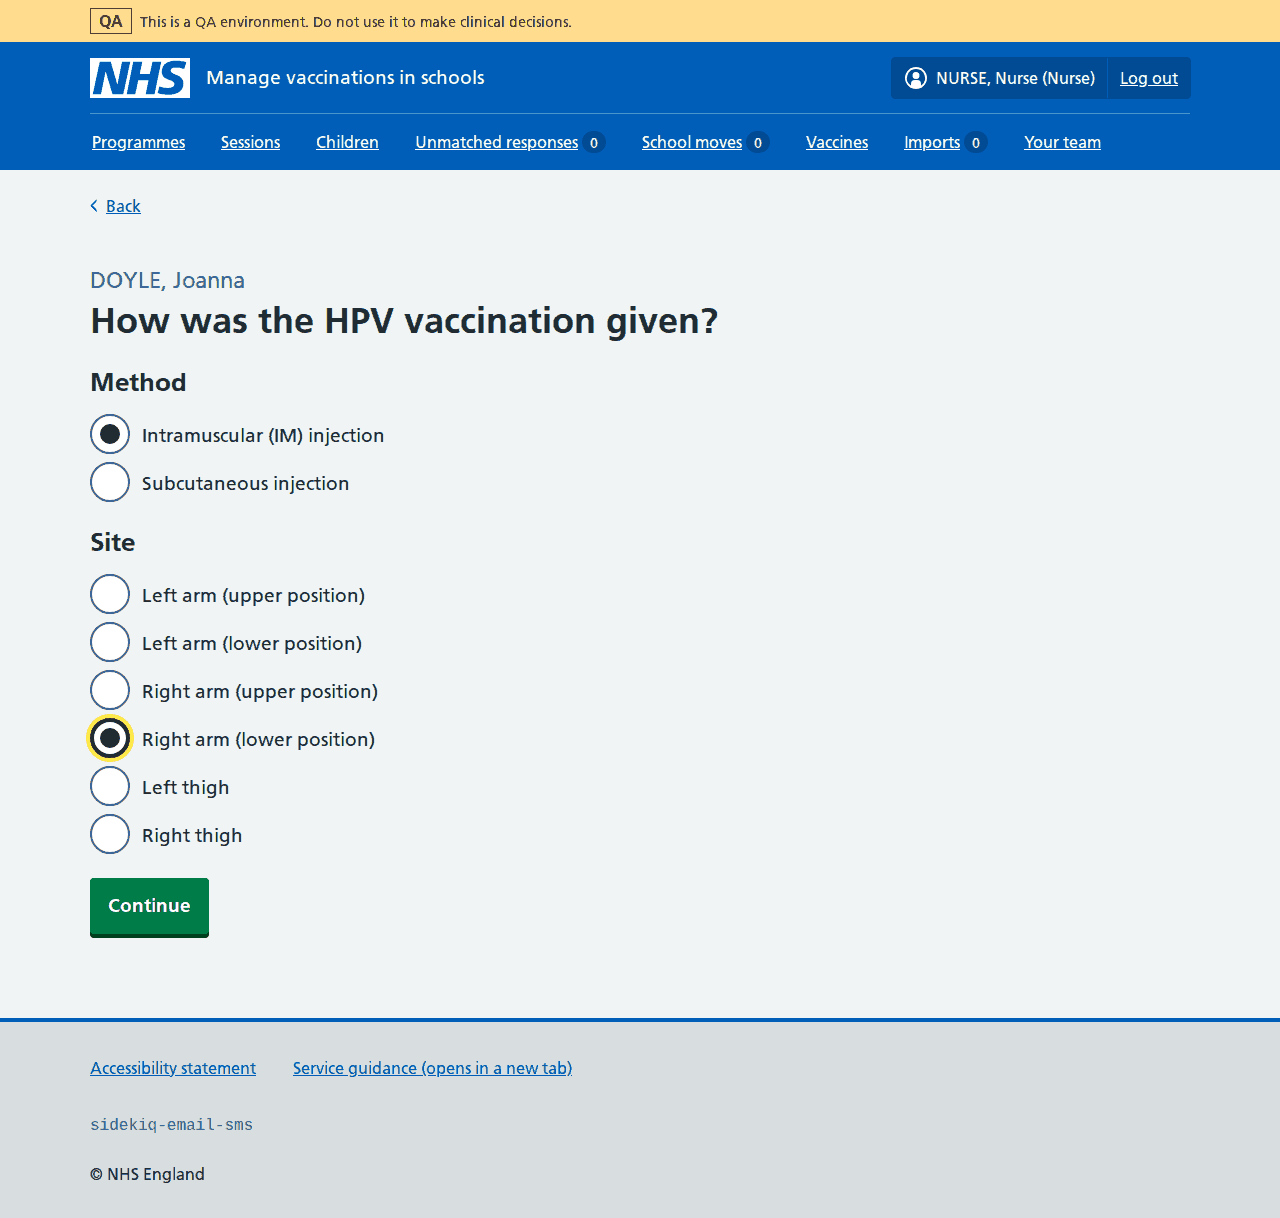 QA This is a QA environment. Do not use it to make clinical decisions.
NHS Manage vaccinations in schools NURSE, Nurse (Nurse) Log out
Programmes Sessions Children Unmatched responses 0 School moves 0 Vaccines Imports 0 Your team
Back
DOYLE, Joanna
How was the HPV vaccination given?
Method
Intramuscular (IM) injection
Subcutaneous injection
Site
Left arm (upper position)
Left arm (lower position)
Right arm (upper position)
Right arm (lower position)
Left thigh
Right thigh
Continue
Accessibility statement Service guidance (opens in a new tab)
sidekiq-email-sms
© NHS England